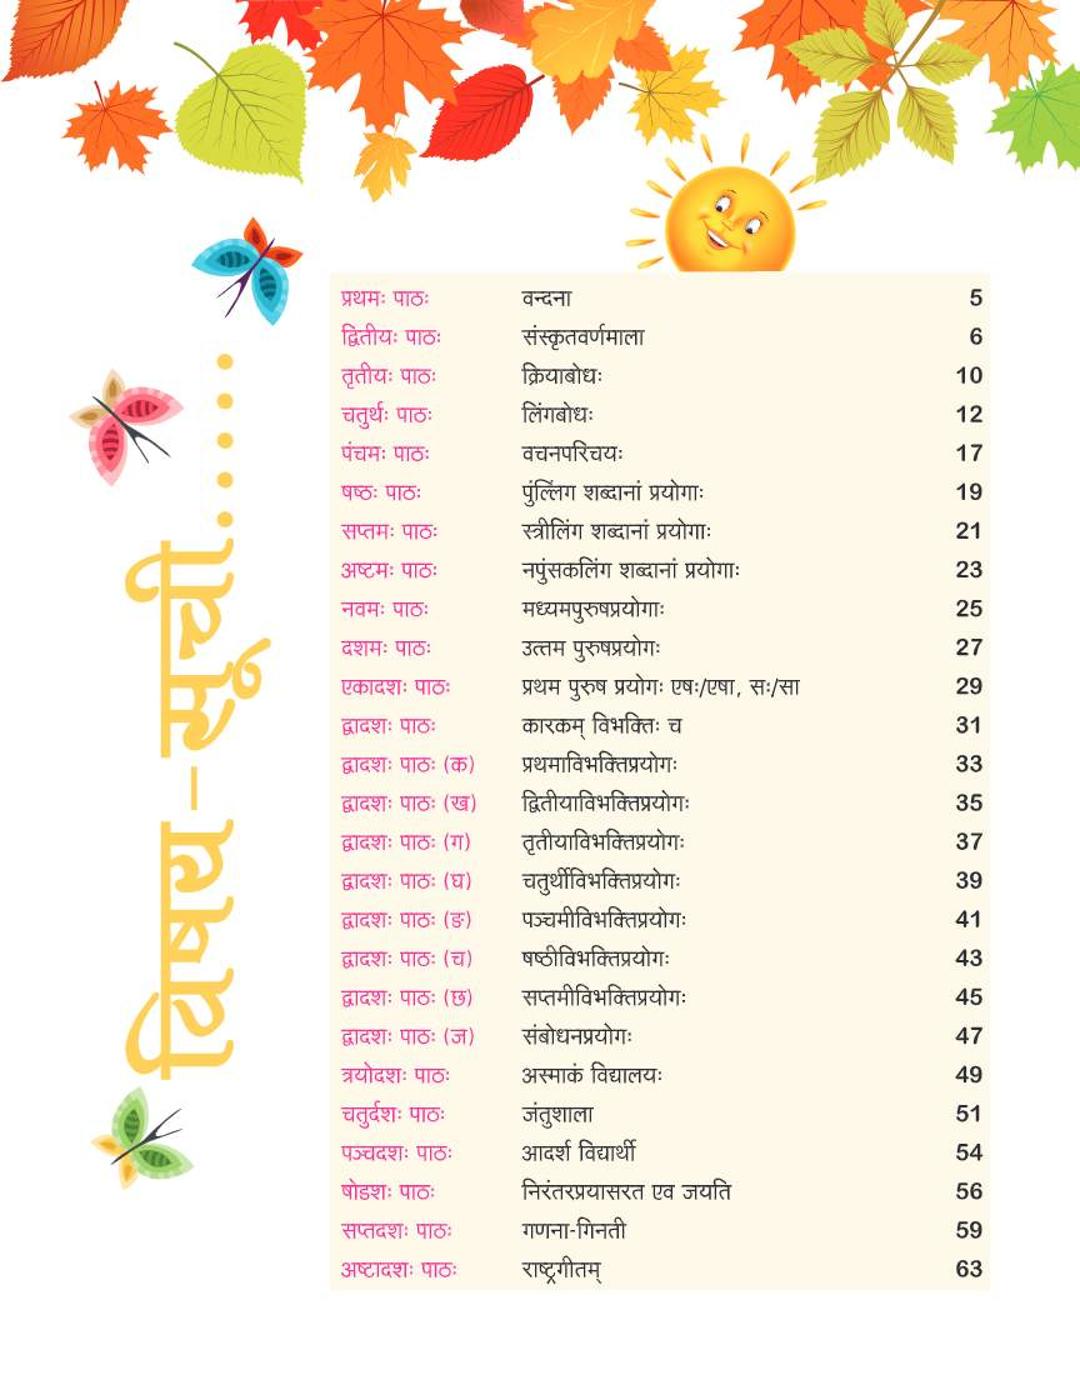 विषय-सूची......
प्रथमः पाठः वन्दना 5
द्वितीयः पाठः संस्कृतवर्णमाला 6
तृतीयः पाठः क्रियाबोधः 10
चतुर्थः पाठः लिंगबोधः 12
पंचमः पाठः वचनपरिचयः 17
षष्ठः पाठः पुंल्लिंग शब्दानां प्रयोगाः 19
सप्तमः पाठः स्त्रीलिंग शब्दानां प्रयोगाः 21
अष्टमः पाठः नपुंसकलिंग शब्दानां प्रयोगाः 23
नवमः पाठः मध्यमपुरुषप्रयोगाः 25
दशमः पाठः उत्तम पुरुषप्रयोगः 27
एकादशः पाठः प्रथम पुरुष प्रयोगः एषः/एषा, सः/सा 29
द्वादशः पाठः कारकम् विभक्तिः च 31
द्वादशः पाठः (क) प्रथमाविभक्तिप्रयोगः 33
द्वादशः पाठः (ख) द्वितीयाविभक्तिप्रयोगः 35
द्वादशः पाठः (ग) तृतीयाविभक्तिप्रयोगः 37
द्वादशः पाठः (घ) चतुर्थीविभक्तिप्रयोगः 39
द्वादशः पाठः (ङ) पञ्चमीविभक्तिप्रयोगः 41
द्वादशः पाठः (च) षष्ठीविभक्तिप्रयोगः 43
द्वादशः पाठः (छ) सप्तमीविभक्तिप्रयोगः 45
द्वादशः पाठः (ज) संबोधनप्रयोगः 47
त्रयोदशः पाठः अस्माकं विद्यालयः 49
चतुर्दशः पाठः जंतुशाला 51
पञ्चदशः पाठः आदर्श विद्यार्थी 54
षोडशः पाठः निरंतरप्रयासरत एव जयति 56
सप्तदशः पाठः गणना-गिनती 59
अष्टादशः पाठः राष्ट्रगीतम् 63